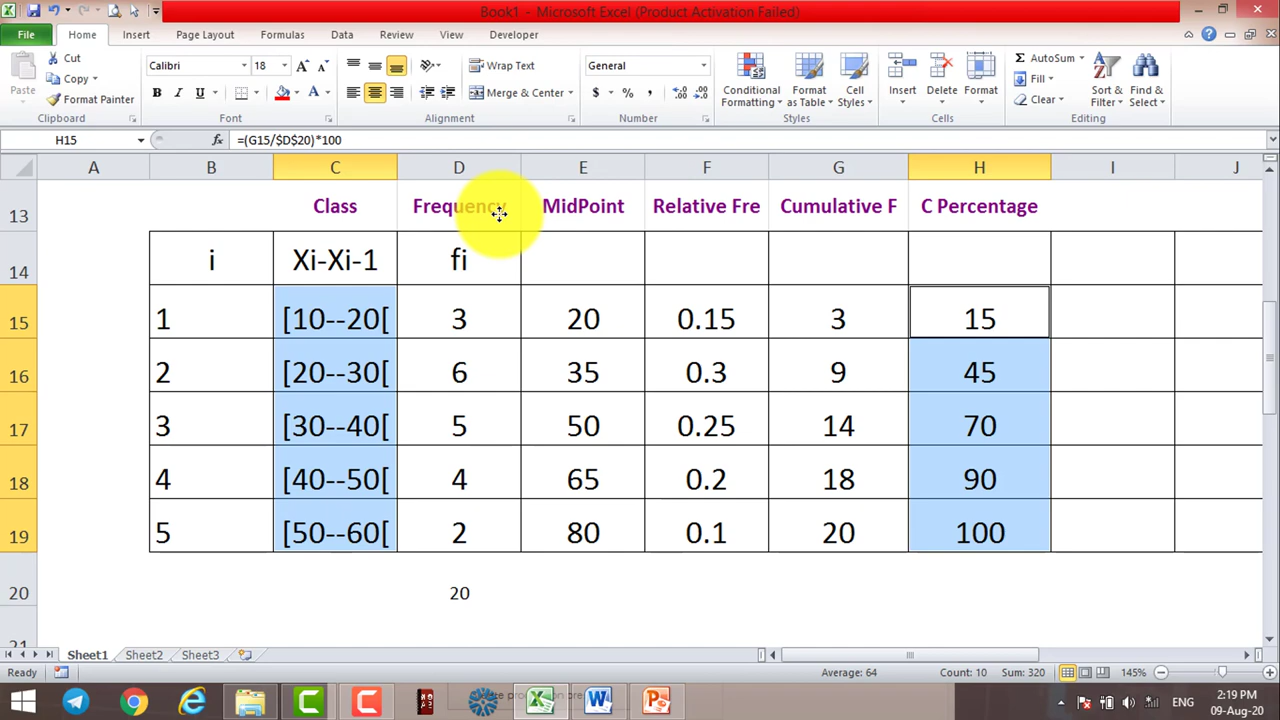 Book1 - Microsoft Excel (Product Activation Failed)
File Home Insert Page Layout Formulas Data Review View Developer
Paste
Cut
Copy
Format Painter
Clipboard
Calibri 18
B I U
Font
Wrap Text
Merge & Center
Alignment
General
$ % ,
Number
Conditional Formatting
Format as Table
Cell Styles
Styles
Insert Delete Format
Cells
Σ AutoSum
Fill
Clear
Sort & Filter
Find & Select
Editing
H15 fx =(G15/$D$20)*100
A B C D E F G H I J
13 Class Frequency MidPoint Relative Fre Cumulative F C Percentage
14 i Xi-Xi-1 fi
15 1 [10--20[ 3 20 0.15 3 15
16 2 [20--30[ 6 35 0.3 9 45
17 3 [30--40[ 5 50 0.25 14 70
18 4 [40--50[ 4 65 0.2 18 90
19 5 [50--60[ 2 80 0.1 20 100
20 20
21
Sheet1 Sheet2 Sheet3
Ready Average: 64 Count: 10 Sum: 320 145%
ENG 2:19 PM
09-Aug-20